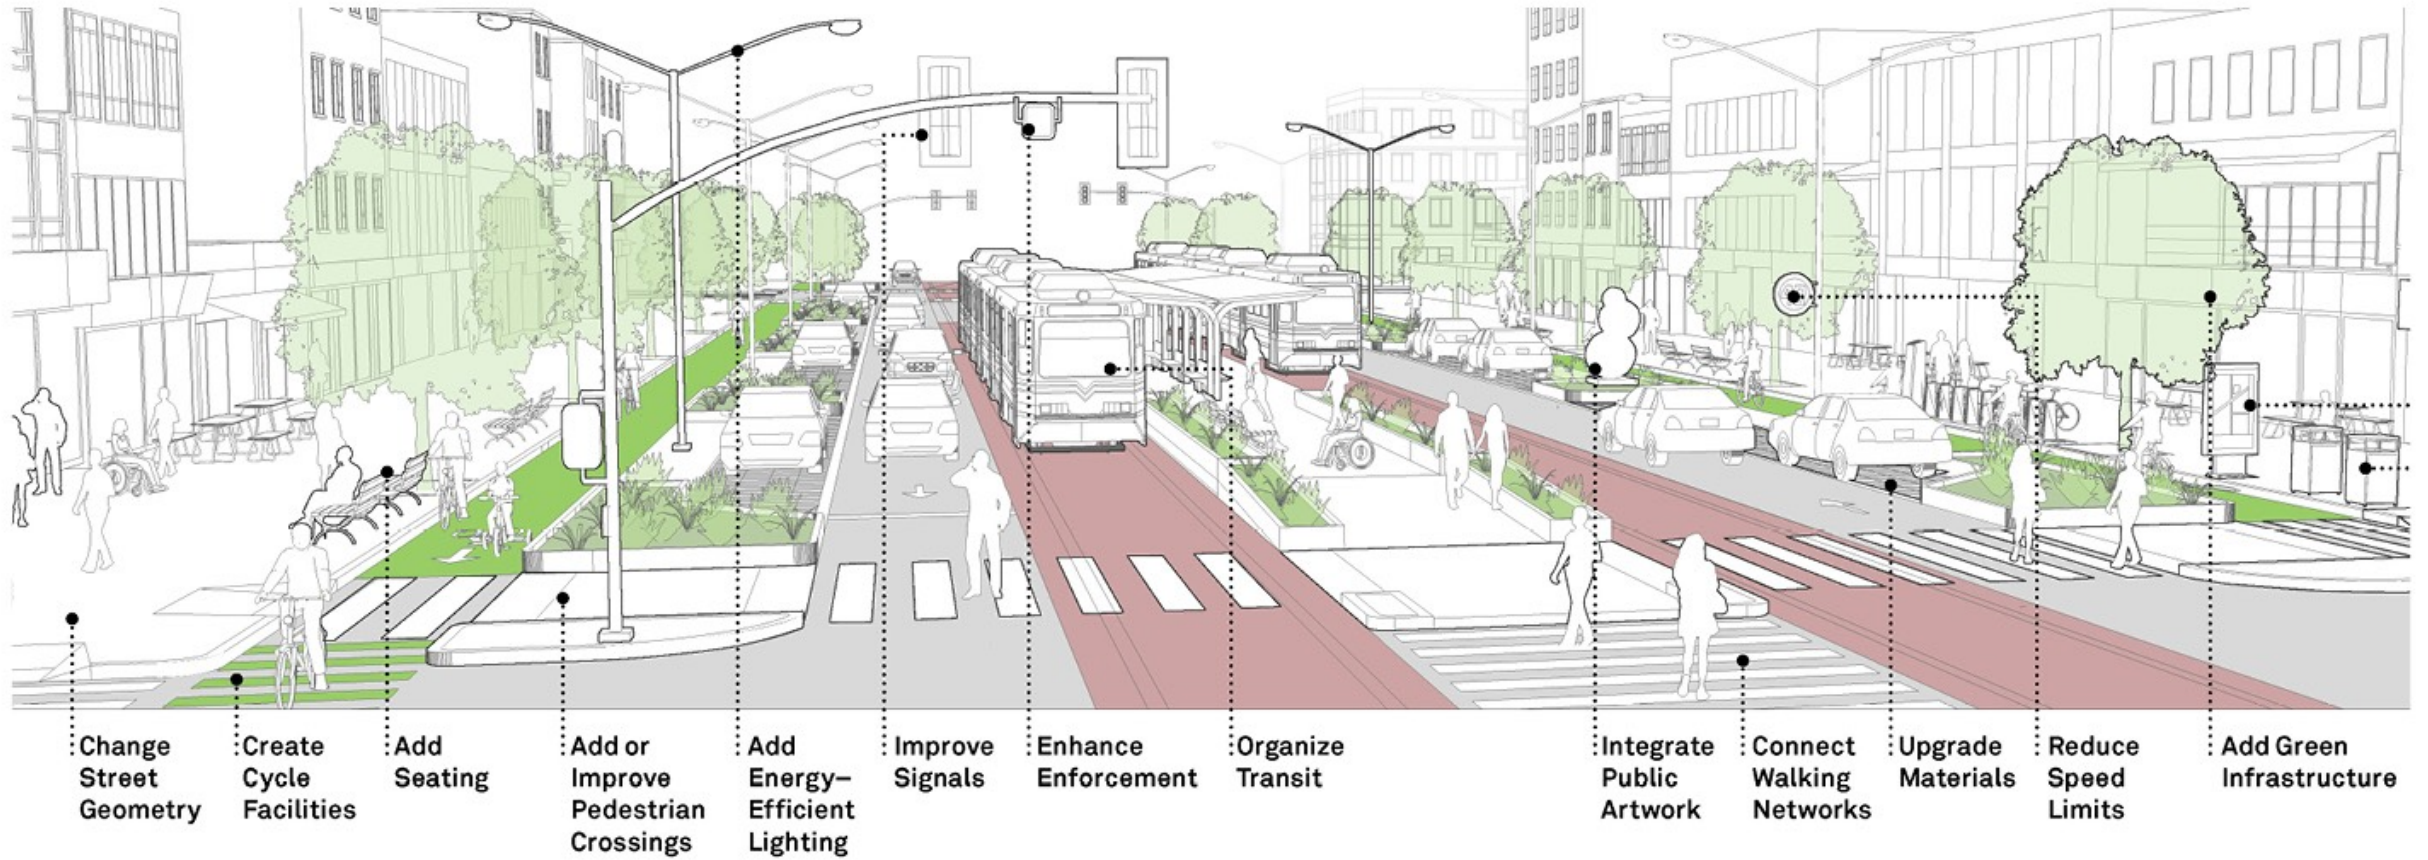 Change
Street
Geometry
Create
Cycle
Facilities
Add
Seating
Add or
Improve
Pedestrian
Crossings
Add
Energy–
Efficient
Lighting
Improve
Signals
Enhance
Enforcement
Organize
Transit
Integrate
Public
Artwork
Connect
Walking
Networks
Upgrade
Materials
Reduce
Speed
Limits
Add Green
Infrastructure